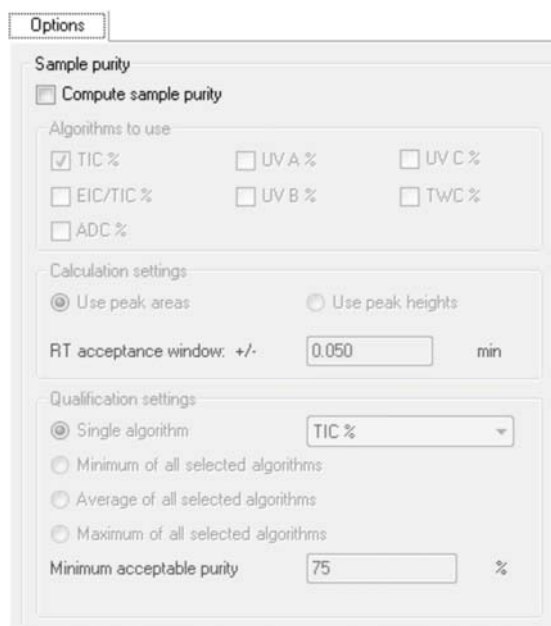 Options
Sample purity
Compute sample purity
Algorithms to use
TIC % UV A % UV C %
EIC/TIC % UV B % TWC %
ADC %
Calculation settings
Use peak areas Use peak heights
RT acceptance window: +/- 0.050 min
Qualification settings
Single algorithm TIC %
Minimum of all selected algorithms
Average of all selected algorithms
Maximum of all selected algorithms
Minimum acceptable purity 75 %